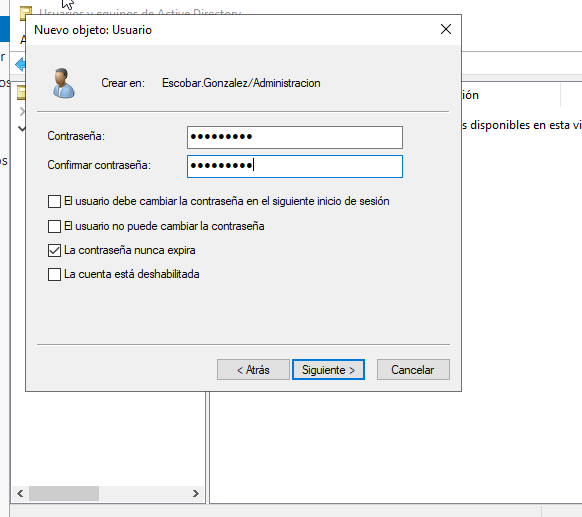 Usuarios y equipos de Active Directory
Nuevo objeto: Usuario
Crear en: Escobar.Gonzalez/Administracion
ión
s disponibles en esta vi
Contraseña: •••••••••
Confirmar contraseña: •••••••••
El usuario debe cambiar la contraseña en el siguiente inicio de sesión
El usuario no puede cambiar la contraseña
La contraseña nunca expira
La cuenta está deshabilitada
< Atrás
Siguiente >
Cancelar